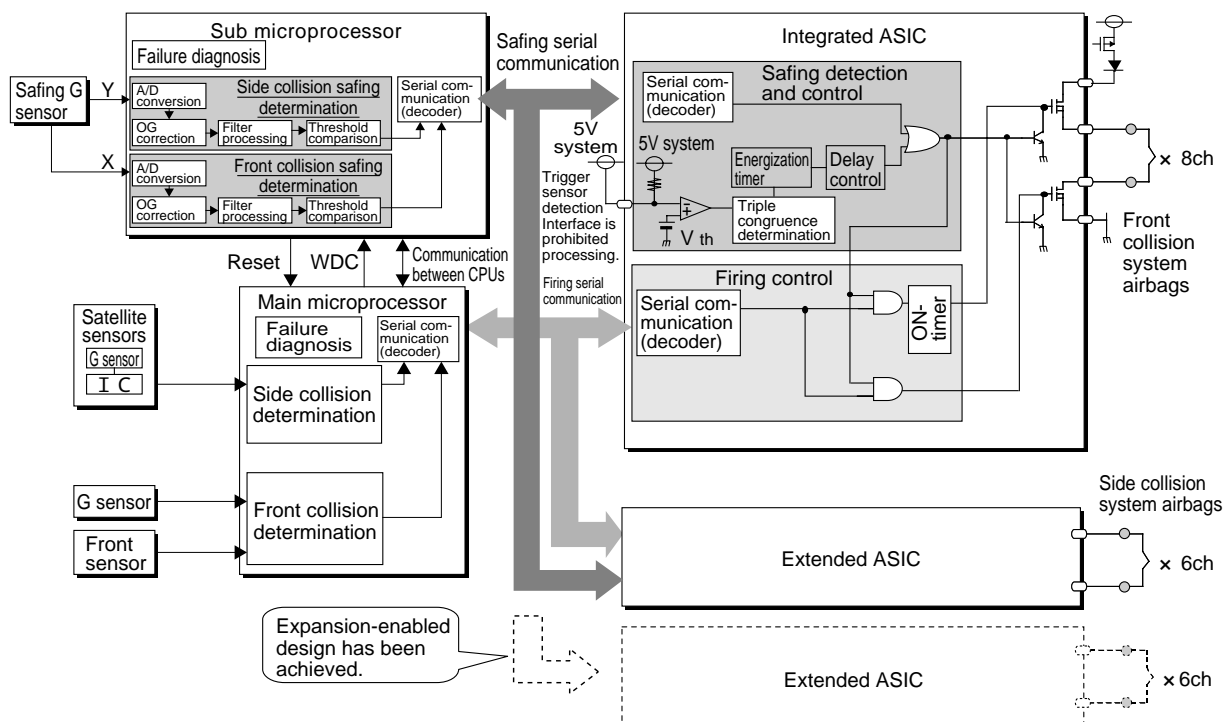 Sub microprocessor
Failure diagnosis
Safing G
sensor
Y
X
A/D
conversion
Side collision safing
determination
OG correction
Filter
processing
Threshold
comparison
Serial com-
munication
(decoder)
A/D
conversion
Front collision safing
determination
OG correction
Filter
processing
Threshold
comparison
Reset
WDC
Communication
between CPUs
Main microprocessor
Failure
diagnosis
Serial com-
munication
(decoder)
Satellite
sensors
G sensor
I C
Side collision
determination
G sensor
Front
sensor
Front collision
determination
Safing serial
communication
5V
system
Trigger
sensor
detection
Interface is
prohibited
processing.
Firing serial
communication
Integrated ASIC
Safing detection
and control
Serial com-
munication
(decoder)
5V system
Energization
timer
Delay
control
V th
Triple
congruence
determination
Firing control
Serial com-
munication
(decoder)
ON-
timer
× 8ch
Front
collision
system
airbags
Side collision
system airbags
Extended ASIC
× 6ch
Expansion-enabled
design has been
achieved.
Extended ASIC
×6ch